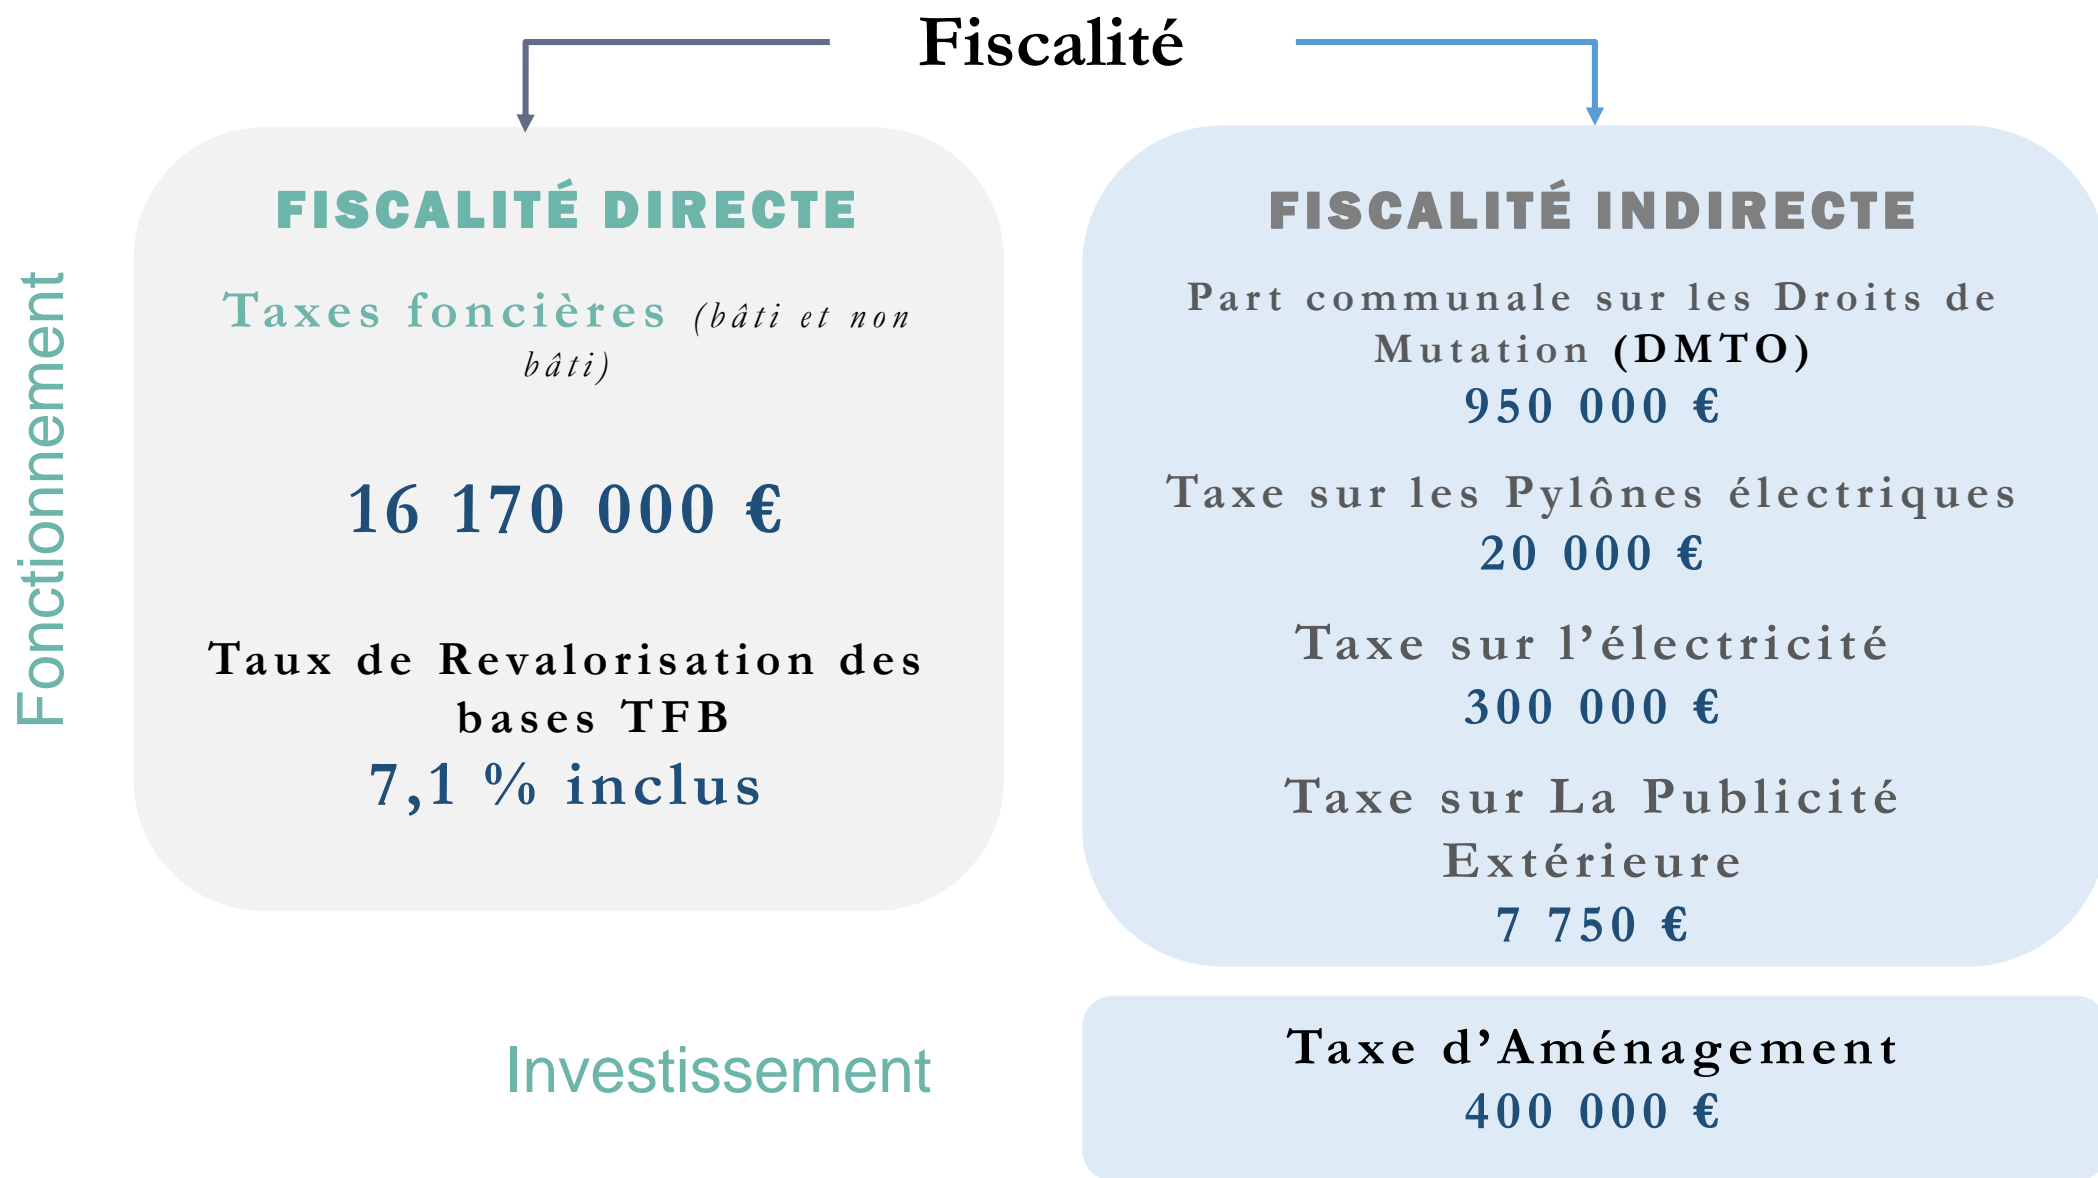 Fiscalité
Fonctionnement
FISCALITÉ DIRECTE
Taxes foncières (bâti et non
bâti)
16 170 000 €
Taux de Revalorisation des
bases TFB
7,1 % inclus
FISCALITÉ INDIRECTE
Part communale sur les Droits de
Mutation (DMTO)
950 000 €
Taxe sur les Pylônes électriques
20 000 €
Taxe sur l’électricité
300 000 €
Taxe sur La Publicité
Extérieure
7 750 €
Investissement
Taxe d’Aménagement
400 000 €